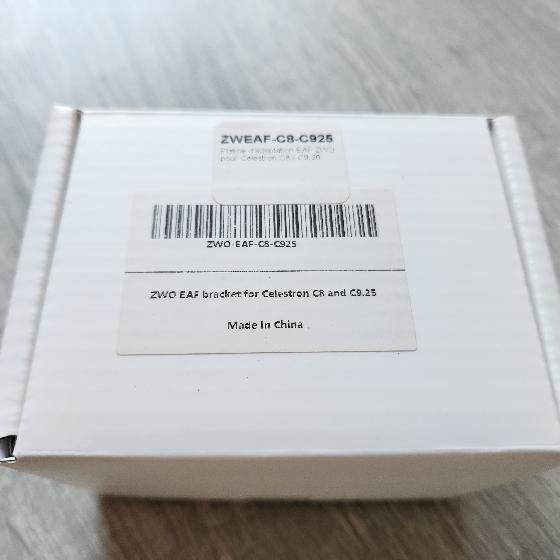 ZWEAF-C8-C925
Platine d'adaptation EAF ZWO
pour Celestron C8 / C9.25
ZWO-EAF-C8-C925
ZWO EAF bracket for Celestron C8 and C9.25
Made in China